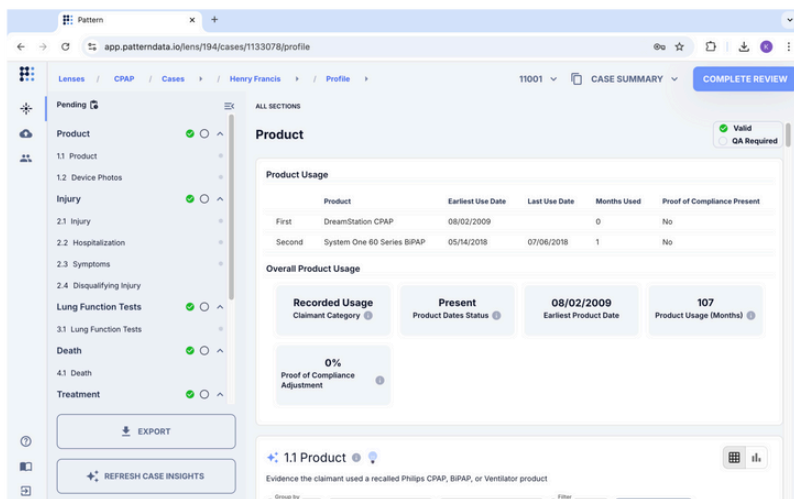 Pattern
app.patterndata.io/lens/194/cases/1133078/profile
K
Lenses / CPAP / Cases / Henry Francis / Profile
11001 CASE SUMMARY COMPLETE REVIEW
Pending
Product
1.1 Product
1.2 Device Photos
Injury
2.1 Injury
2.2 Hospitalization
2.3 Symptoms
2.4 Disqualifying Injury
Lung Function Tests
3.1 Lung Function Tests
Death
4.1 Death
Treatment
EXPORT
REFRESH CASE INSIGHTS
ALL SECTIONS
Product
Valid
QA Required
Product Usage
Product Earliest Use Date Last Use Date Months Used Proof of Compliance Present
First DreamStation CPAP 08/02/2009 0 No
Second System One 60 Series BiPAP 05/14/2018 07/06/2018 1 No
Overall Product Usage
Recorded Usage
Claimant Category
Present
Product Dates Status
08/02/2009
Earliest Product Date
107
Product Usage (Months)
0%
Proof of Compliance
Adjustment
1.1 Product
Evidence the claimant used a recalled Philips CPAP, BiPAP, or Ventilator product
Group by
Filter